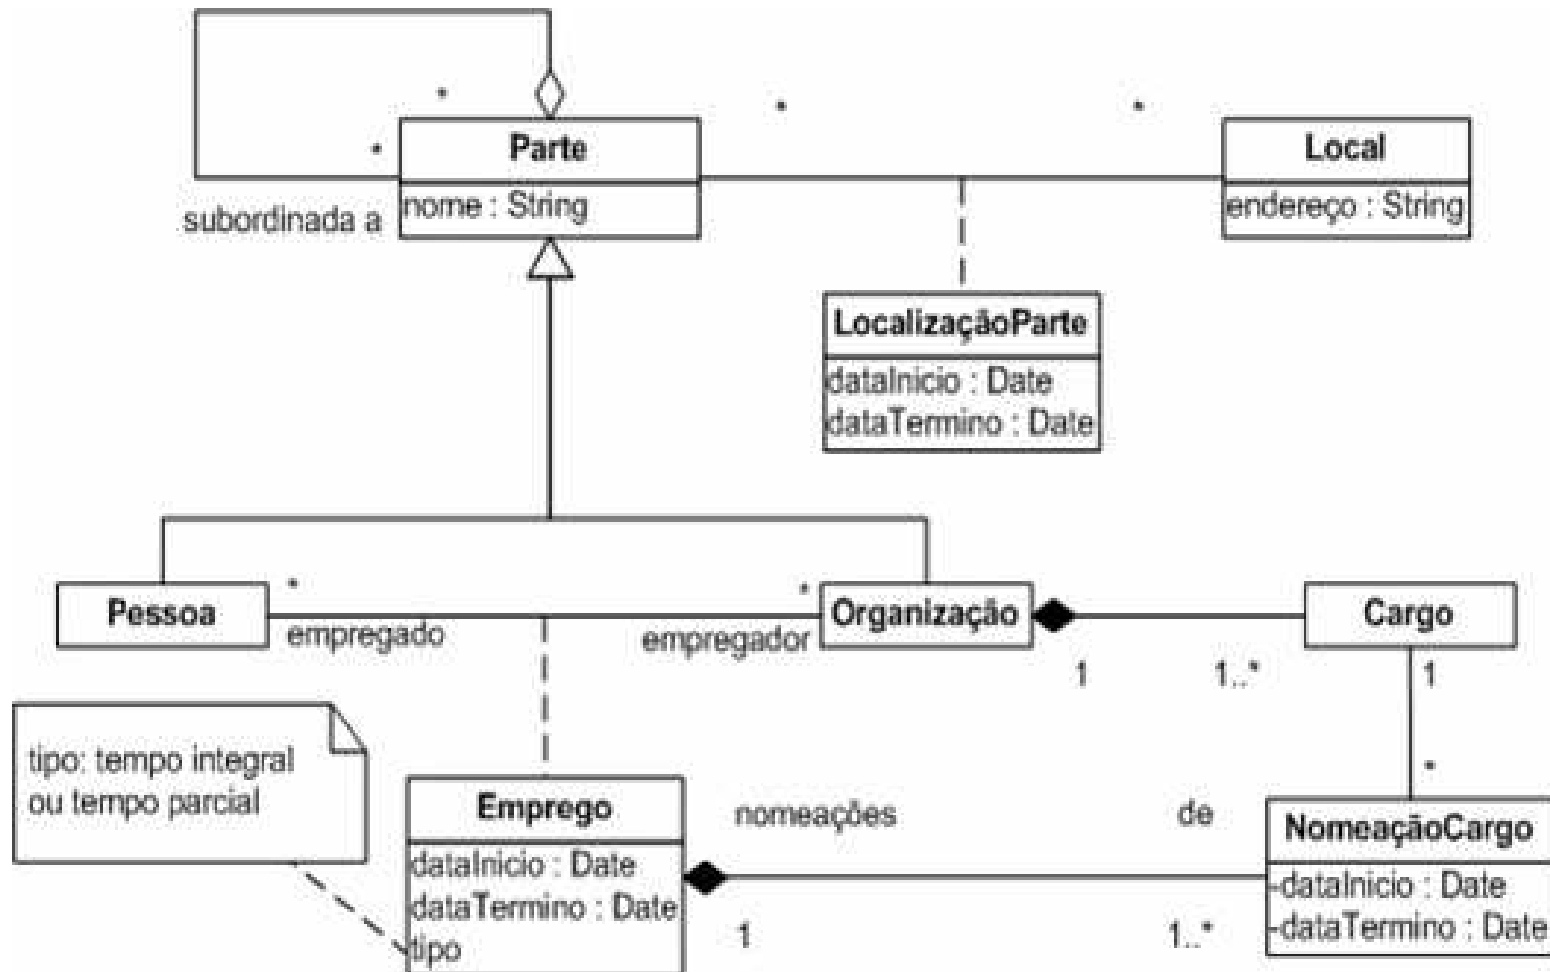 *
*
*
*
Parte
nome : String
subordinada a
Local
endereço : String
LocalizaçãoParte
dataInicio : Date
dataTermino : Date
Pessoa
*
empregado
*
empregador
Organização
1
1..*
Cargo
1
*
tipo: tempo integral
ou tempo parcial
Emprego
dataInicio : Date
dataTermino : Date
tipo
nomeações
de
1
1..*
NomeaçãoCargo
-dataInicio : Date
-dataTermino : Date